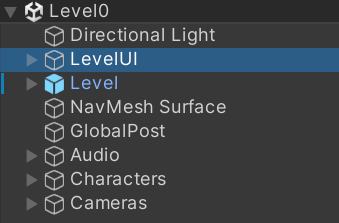 Level0
Directional Light
LevelUI
Level
NavMesh Surface
GlobalPost
Audio
Characters
Cameras